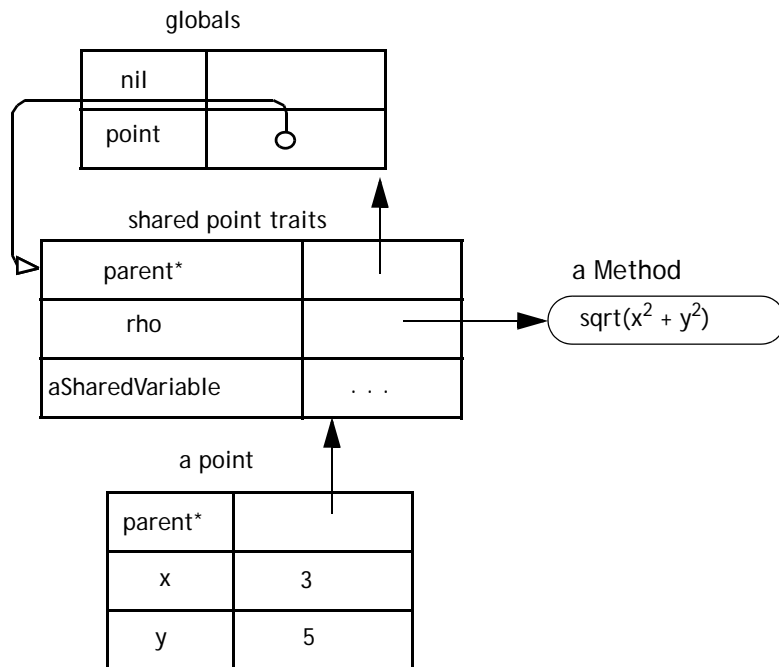 globals
nil
point
shared point traits
parent*
rho
aSharedVariable . . .
a Method
sqrt(x² + y²)
a point
parent*
x 3
y 5